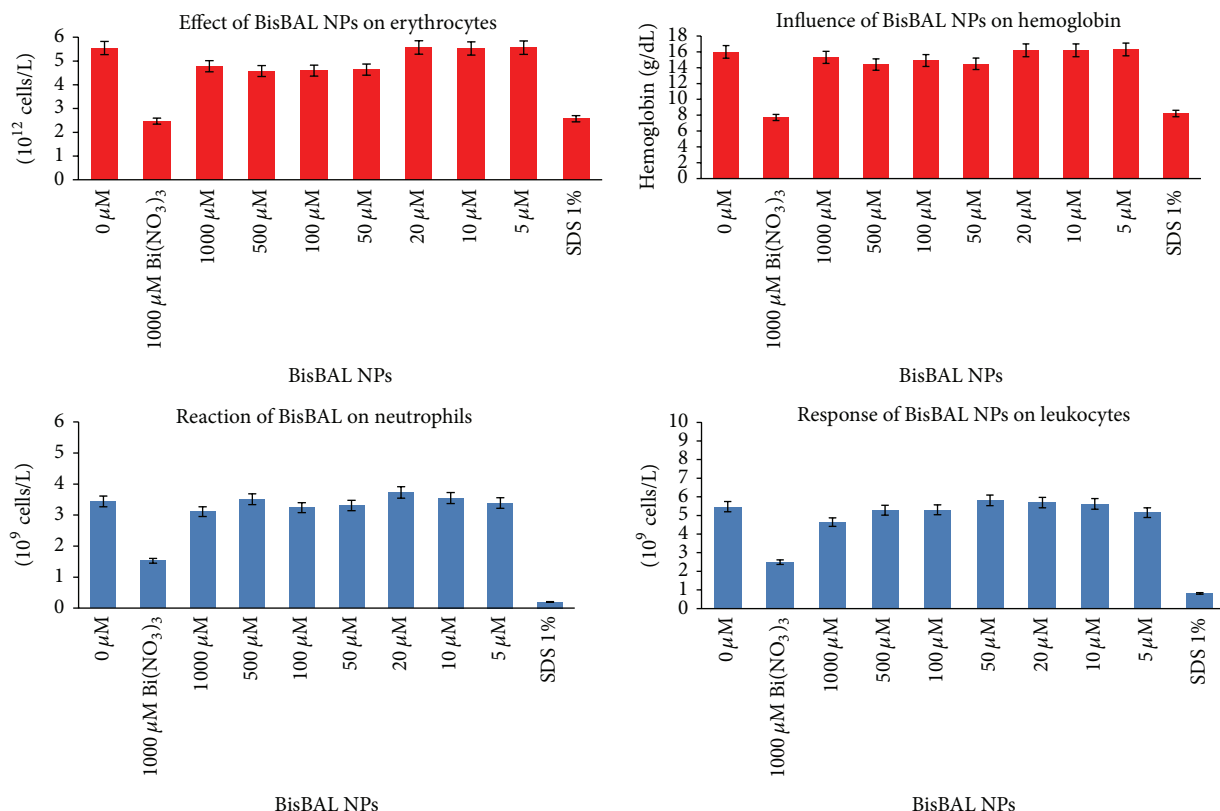 Effect of BisBAL NPs on erythrocytes
(10¹² cells/L)
6
5
4
3
2
1
0
0 µM
1000 µM Bi(NO₃)₃
1000 µM
500 µM
100 µM
50 µM
20 µM
10 µM
5 µM
SDS 1%
BisBAL NPs
Influence of BisBAL NPs on hemoglobin
Hemoglobin (g/dL)
18
16
14
12
10
8
6
4
2
0
0 µM
1000 µM Bi(NO₃)₃
1000 µM
500 µM
100 µM
50 µM
20 µM
10 µM
5 µM
SDS 1%
BisBAL NPs
Reaction of BisBAL on neutrophils
(10⁹ cells/L)
6
5
4
3
2
1
0
0 µM
1000 µM Bi(NO₃)₃
1000 µM
500 µM
100 µM
50 µM
20 µM
10 µM
5 µM
SDS 1%
BisBAL NPs
Response of BisBAL NPs on leukocytes
(10⁹ cells/L)
10
9
8
7
6
5
4
3
2
1
0
0 µM
1000 µM Bi(NO₃)₃
1000 µM
500 µM
100 µM
50 µM
20 µM
10 µM
5 µM
SDS 1%
BisBAL NPs